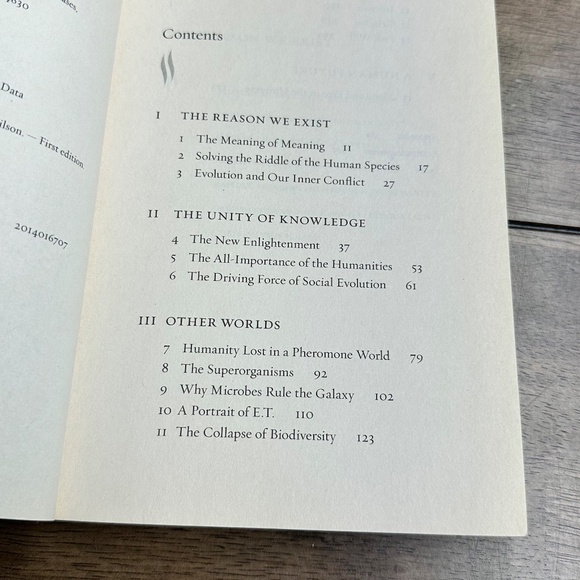 ases,
Data
ilson. — First edition
2014016707
Contents
I THE REASON WE EXIST
1 The Meaning of Meaning 11
2 Solving the Riddle of the Human Species 17
3 Evolution and Our Inner Conflict 27
II THE UNITY OF KNOWLEDGE
4 The New Enlightenment 37
5 The All-Importance of the Humanities 53
6 The Driving Force of Social Evolution 61
III OTHER WORLDS
7 Humanity Lost in a Pheromone World 79
8 The Superorganisms 92
9 Why Microbes Rule the Galaxy 102
10 A Portrait of E.T. 110
11 The Collapse of Biodiversity 123